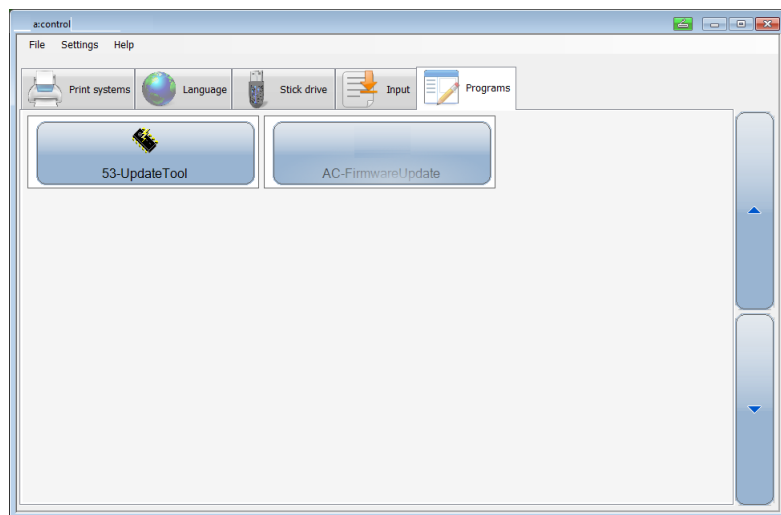 a:control
File Settings Help
Print systems Language Stick drive Input Programs
53-UpdateTool AC-FirmwareUpdate